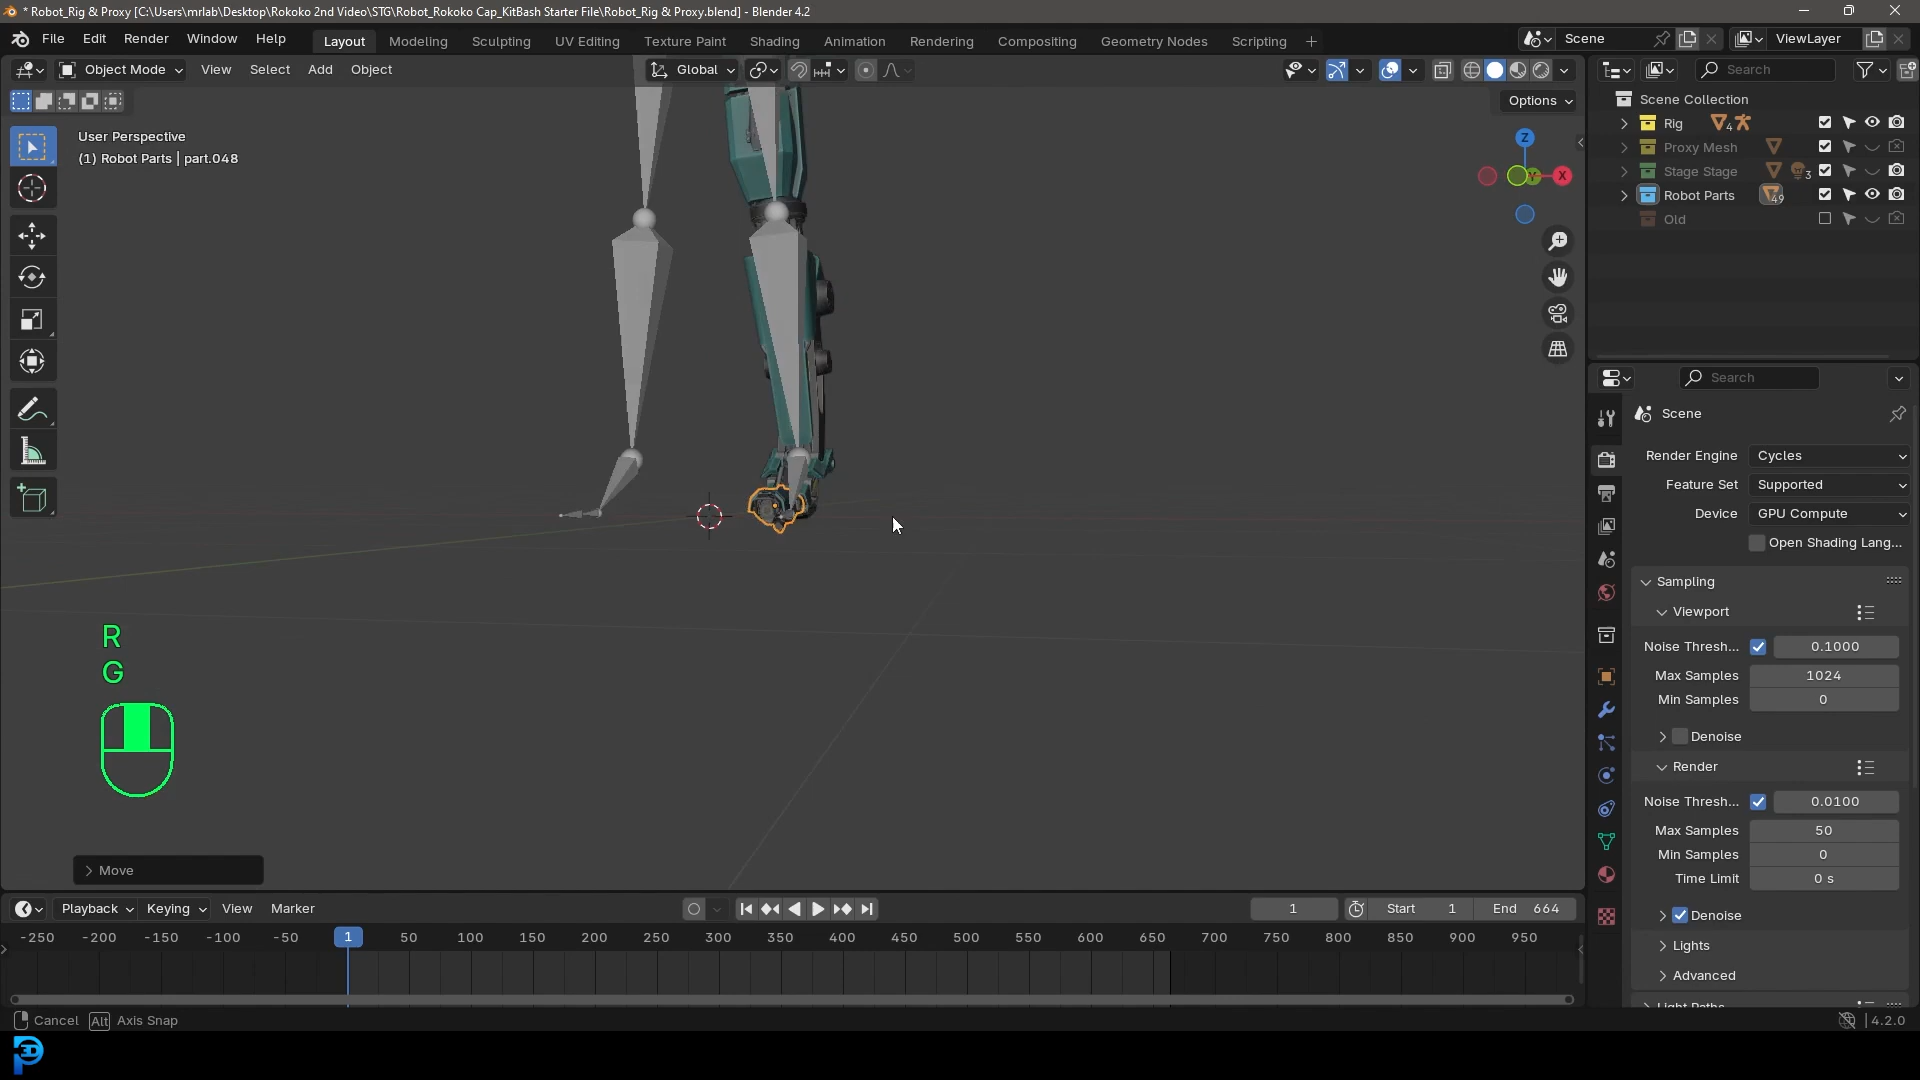 * Robot_Rig & Proxy [C:\Users\mrlab\Desktop\Rokoko 2nd Video\STG\Robot_Rokoko Cap_KitBash Starter File\Robot_Rig & Proxy.blend] - Blender 4.2
File Edit Render Window Help Layout Modeling Sculpting UV Editing Texture Paint Shading Animation Rendering Compositing Geometry Nodes Scripting + Scene ViewLayer
Object Mode View Select Add Object Global Search
Options
Scene Collection
Rig 4
Proxy Mesh
Stage Stage 3
Robot Parts 49
Old
User Perspective
(1) Robot Parts | part.048
Z
X
Search
Scene
Render Engine Cycles
Feature Set Supported
Device GPU Compute
Open Shading Lang...
Sampling
Viewport
Noise Thresh... 0.1000
Max Samples 1024
Min Samples 0
Denoise
Render
Noise Thresh... 0.0100
Max Samples 50
Min Samples 0
Time Limit 0 s
Denoise
Lights
Advanced
Light Paths
R
G
Move
Playback Keying View Marker 1 Start 1 End 664
-250 -200 -150 -100 -50 1 50 100 150 200 250 300 350 400 450 500 550 600 650 700 750 800 850 900 950
Cancel Alt Axis Snap 4.2.0